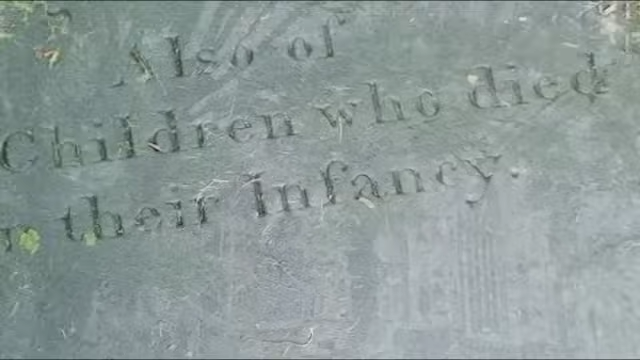 Also of
Children who died
their Infancy.